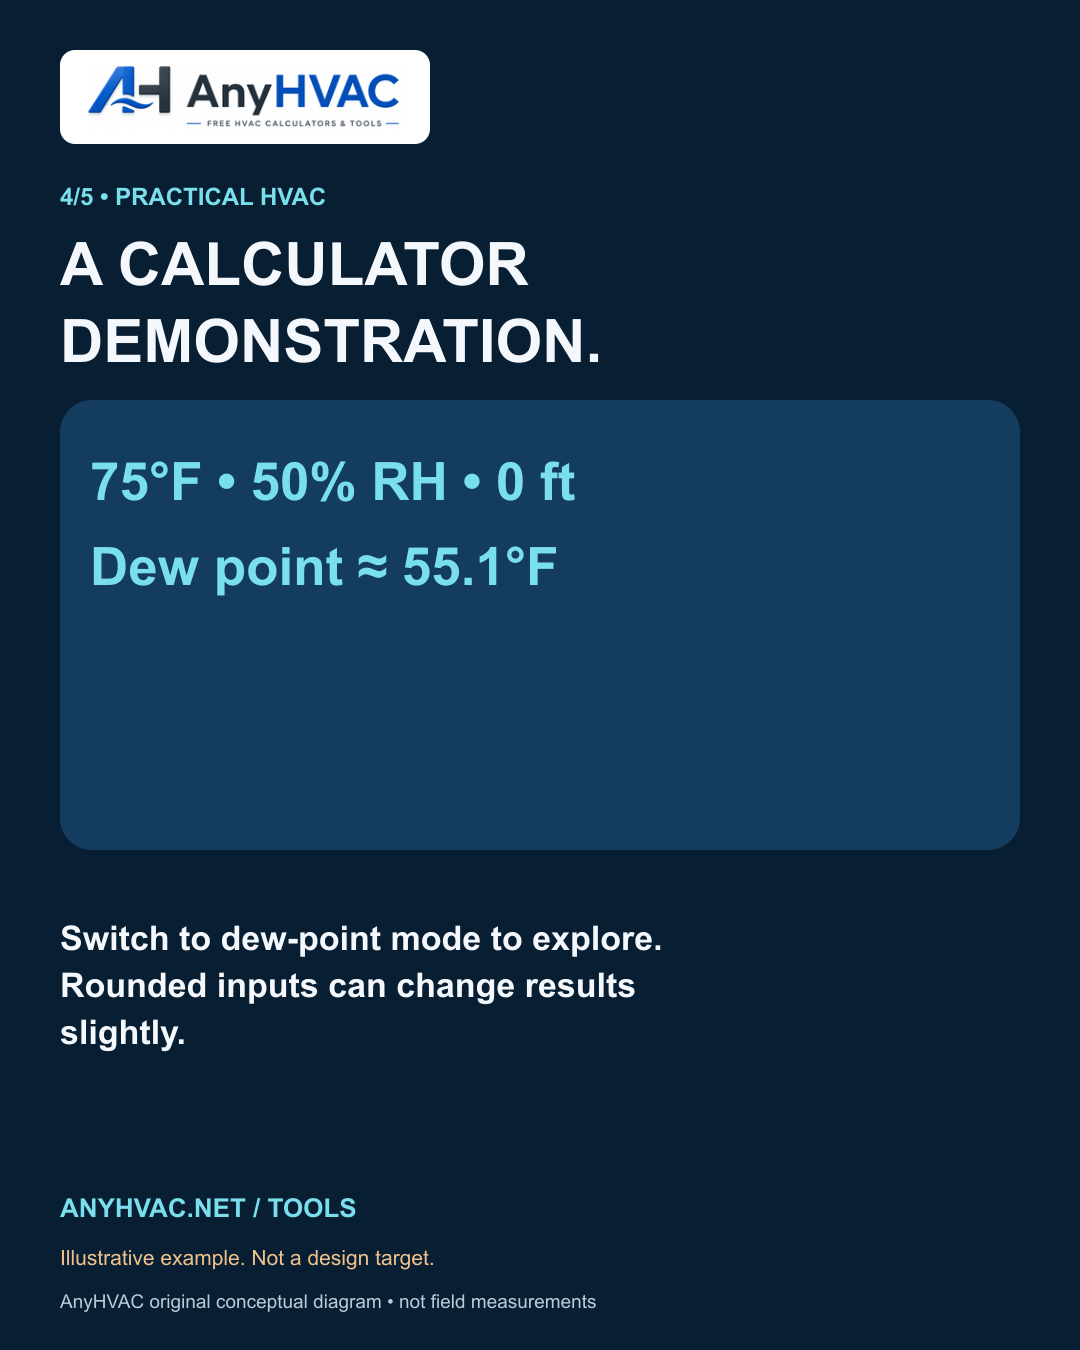 AH AnyHVAC
FREE HVAC CALCULATORS & TOOLS
4/5 • PRACTICAL HVAC
A CALCULATOR
DEMONSTRATION.
75°F • 50% RH • 0 ft
Dew point ≈ 55.1°F
Switch to dew-point mode to explore.
Rounded inputs can change results
slightly.
ANYHVAC.NET / TOOLS
Illustrative example. Not a design target.
AnyHVAC original conceptual diagram • not field measurements